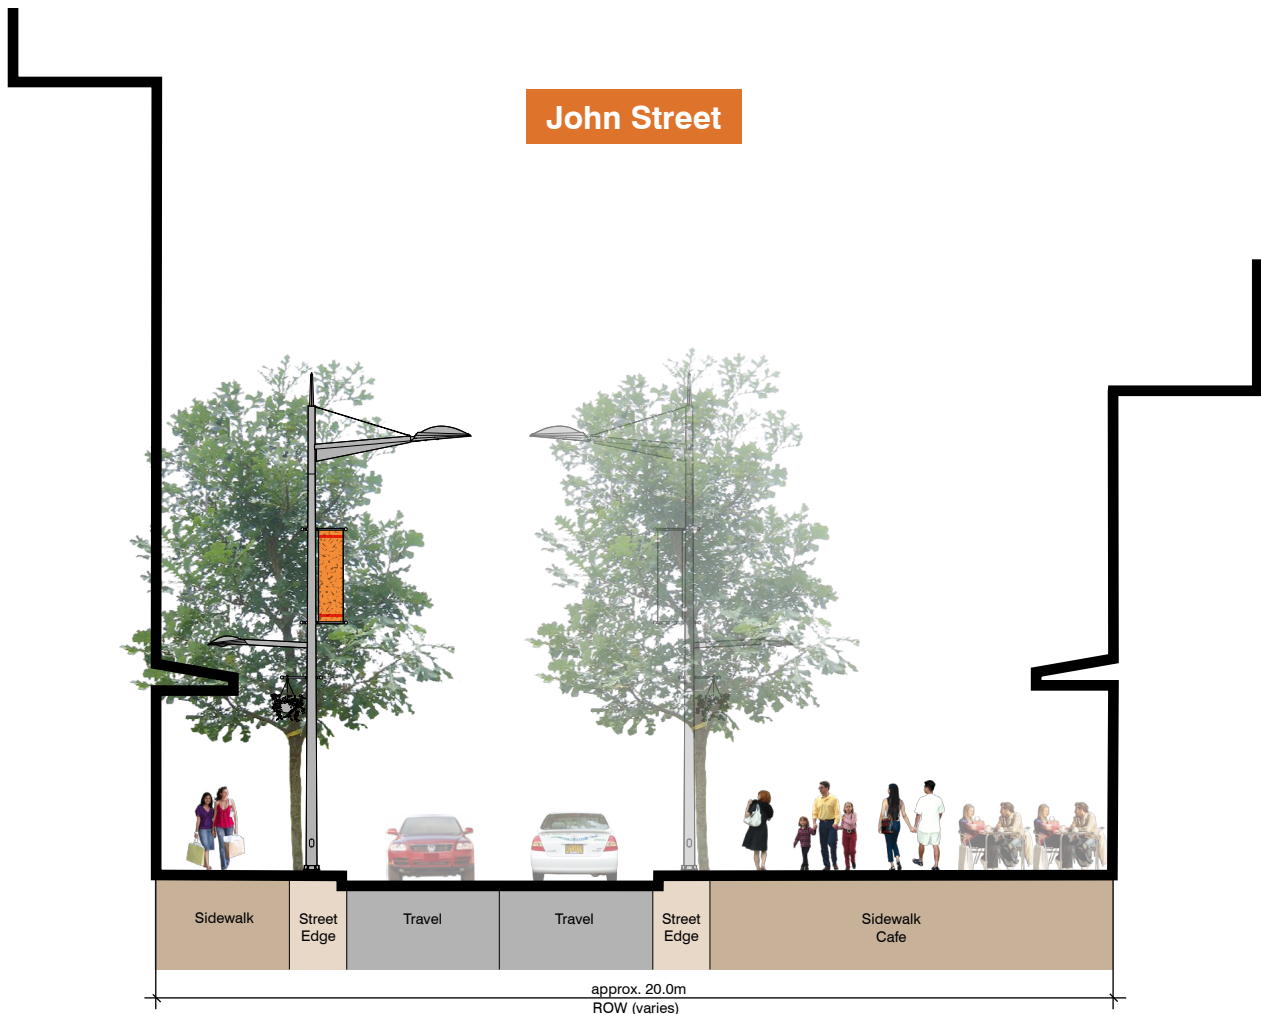 John Street
Sidewalk
Street
Edge
Travel
Travel
Street
Edge
Sidewalk
Cafe
approx. 20.0m
ROW (varies)